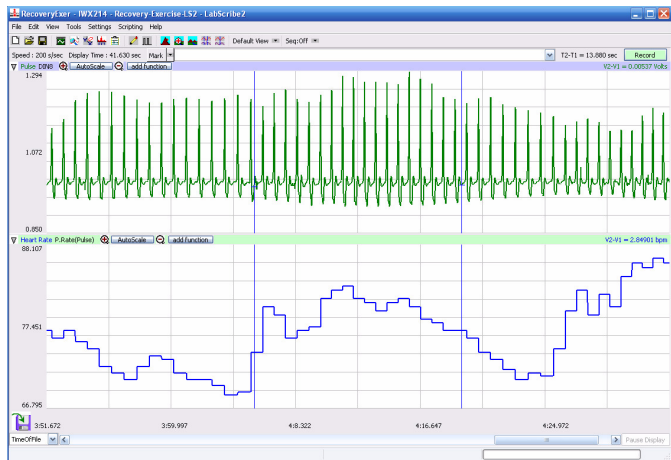 RecoveryExer - IWX214 - Recovery-Exercise-LS2 - LabScribe2
File Edit View Tools Settings Scripting Help
Default View Seq:Off
Speed : 200 s/sec Display Time : 41.630 sec Mark T2-T1 = 13.880 sec Record
Pulse DIN8 AutoScale add function V2-V1 = 0.00537 Volts
1.294
1.072
0.850
Heart Rate P.Rate(Pulse) AutoScale add function V2-V1 = 2.84901 bpm
88.107
77.451
66.795
3:51.672 3:59.997 4:8.322 4:16.647 4:24.972
TimeOfFile Pause Display